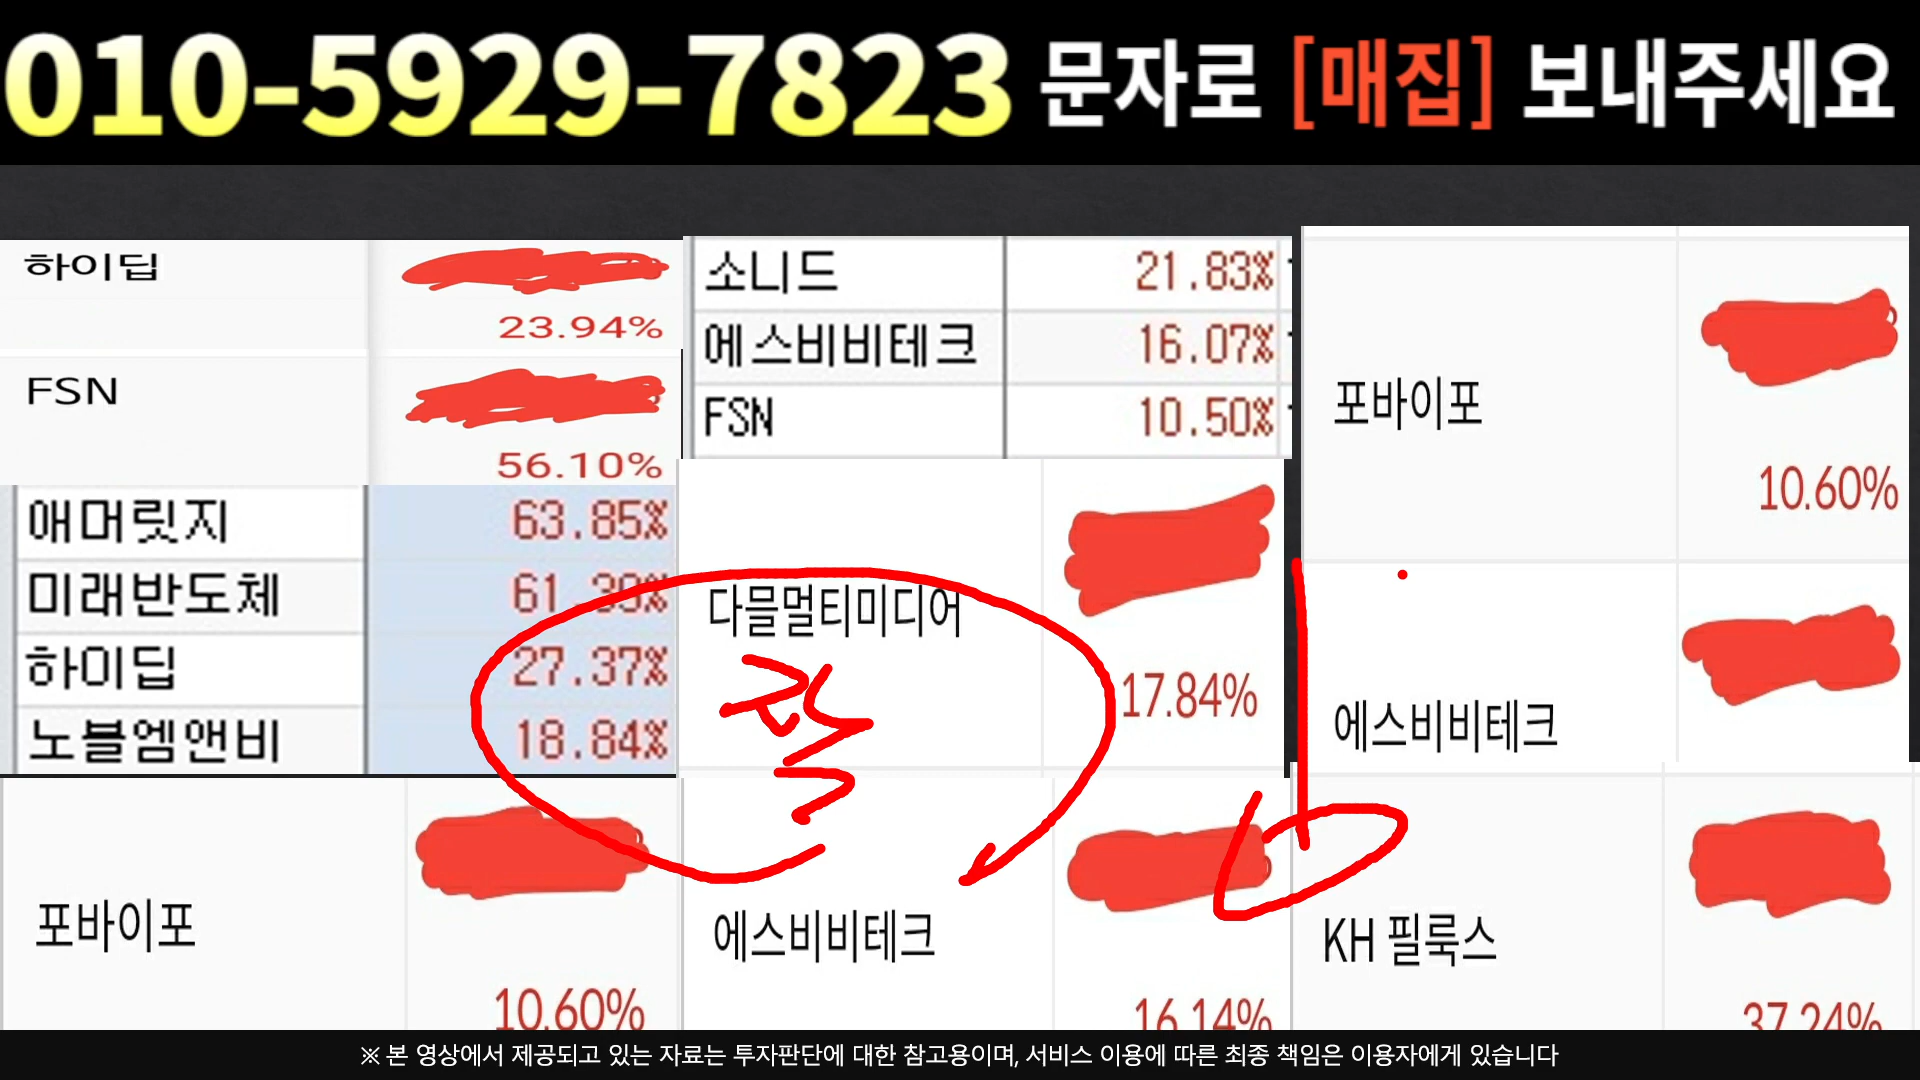 010-5929-7823 문자로 [매집] 보내주세요
하이딥
23.94%
FSN
56.10%
애머릿지 63.85%
미래반도체 61.39%
하이딥 27.37%
노블엠앤비 18.84%
소니드 21.83%
에스비비테크 16.07%
FSN 10.50%
다믈멀티미디어
17.84%
포바이포
10.60%
에스비비테크
포바이포
10.60%
에스비비테크
16.14%
KH 필룩스
37.24%
※ 본 영상에서 제공되고 있는 자료는 투자판단에 대한 참고용이며, 서비스 이용에 따른 최종 책임은 이용자에게 있습니다